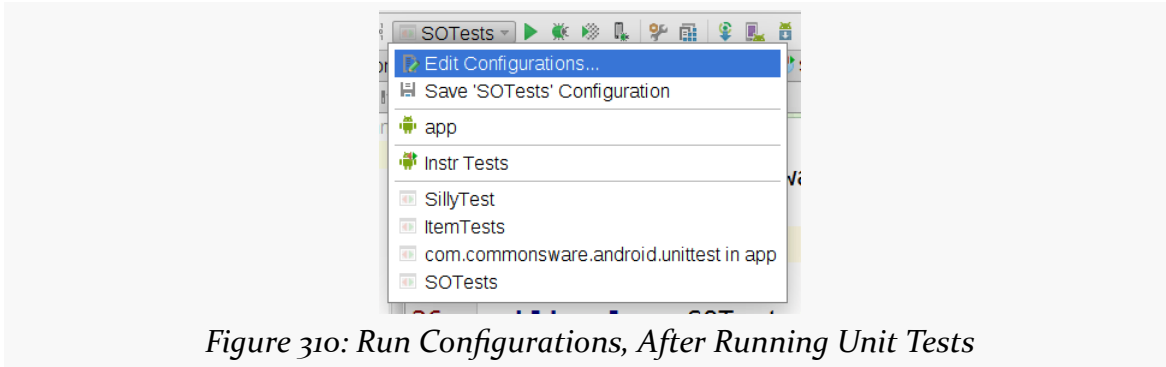 SOTests
Edit Configurations...
Save 'SOTests' Configuration
app
Instr Tests
SillyTest
ItemTests
com.commonsware.android.unittest in app
SOTests
Figure 310: Run Configurations, After Running Unit Tests